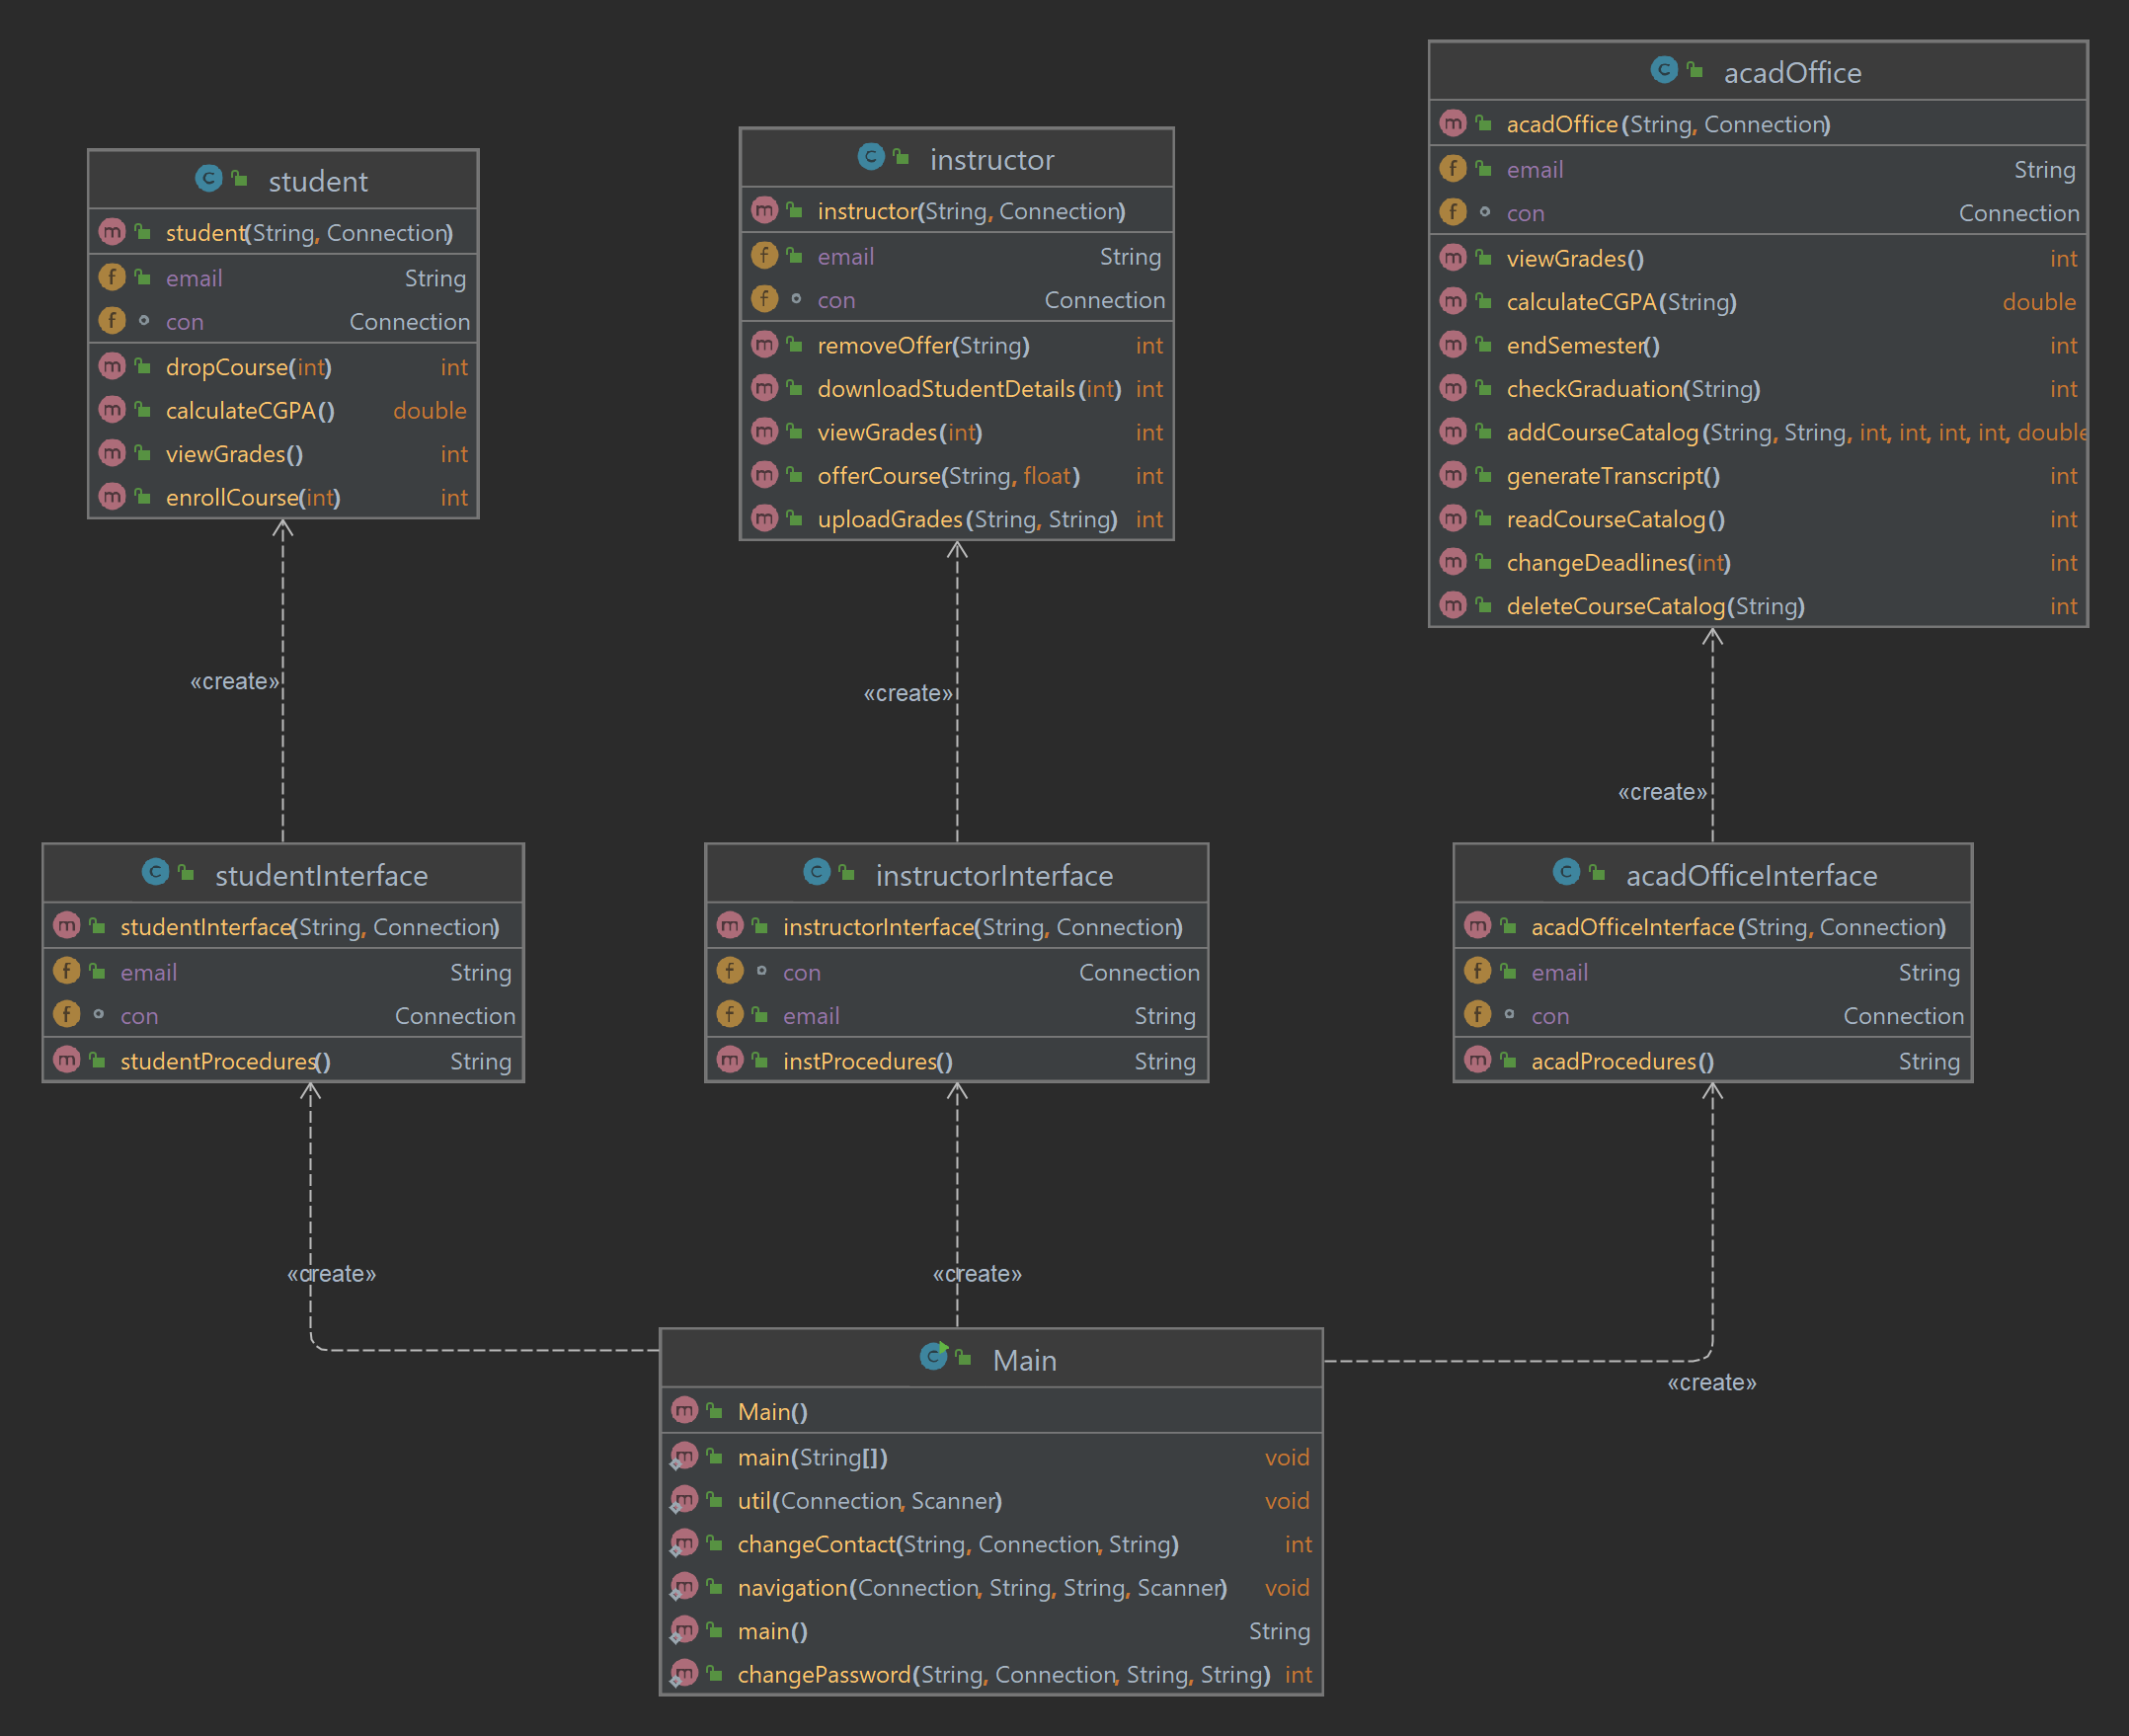 student
student(String, Connection)
email String
con Connection
dropCourse(int) int
calculateCGPA() double
viewGrades() int
enrollCourse(int) int
instructor
instructor(String, Connection)
email String
con Connection
removeOffer(String) int
downloadStudentDetails(int) int
viewGrades(int) int
offerCourse(String, float) int
uploadGrades(String, String) int
acadOffice
acadOffice(String, Connection)
email String
con Connection
viewGrades() int
calculateCGPA(String) double
endSemester() int
checkGraduation(String) int
addCourseCatalog(String, String, int, int, int, int, double
generateTranscript() int
readCourseCatalog() int
changeDeadlines(int) int
deleteCourseCatalog(String) int
«create»
«create»
«create»
studentInterface
studentInterface(String, Connection)
email String
con Connection
studentProcedures() String
instructorInterface
instructorInterface(String, Connection)
con Connection
email String
instProcedures() String
acadOfficeInterface
acadOfficeInterface(String, Connection)
email String
con Connection
acadProcedures() String
«create»
«create»
«create»
Main
Main()
main(String[]) void
util(Connection, Scanner) void
changeContact(String, Connection, String) int
navigation(Connection, String, String, Scanner) void
main() String
changePassword(String, Connection, String, String) int